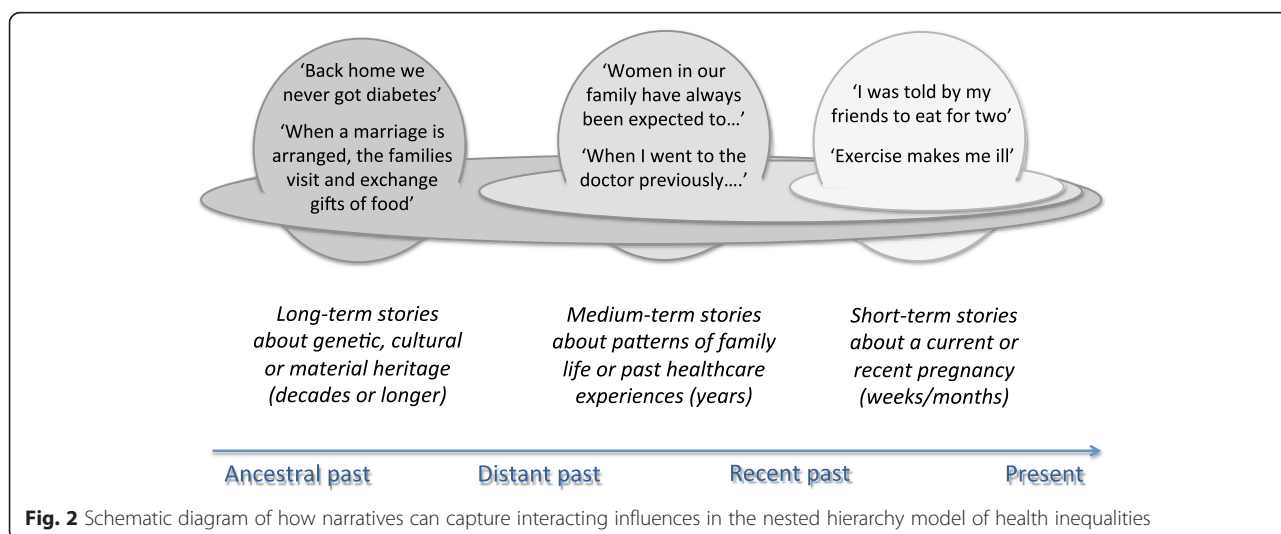 ‘Back home we
never got diabetes’
‘When a marriage is
arranged, the families
visit and exchange
gifts of food’
‘Women in our
family have always
been expected to…’
‘When I went to the
doctor previously….’
‘I was told by my
friends to eat for two’
‘Exercise makes me ill’
Long-term stories
about genetic, cultural
or material heritage
(decades or longer)
Medium-term stories
about patterns of family
life or past healthcare
experiences (years)
Short-term stories
about a current or
recent pregnancy
(weeks/months)
Ancestral past
Distant past
Recent past
Present
Fig. 2 Schematic diagram of how narratives can capture interacting influences in the nested hierarchy model of health inequalities